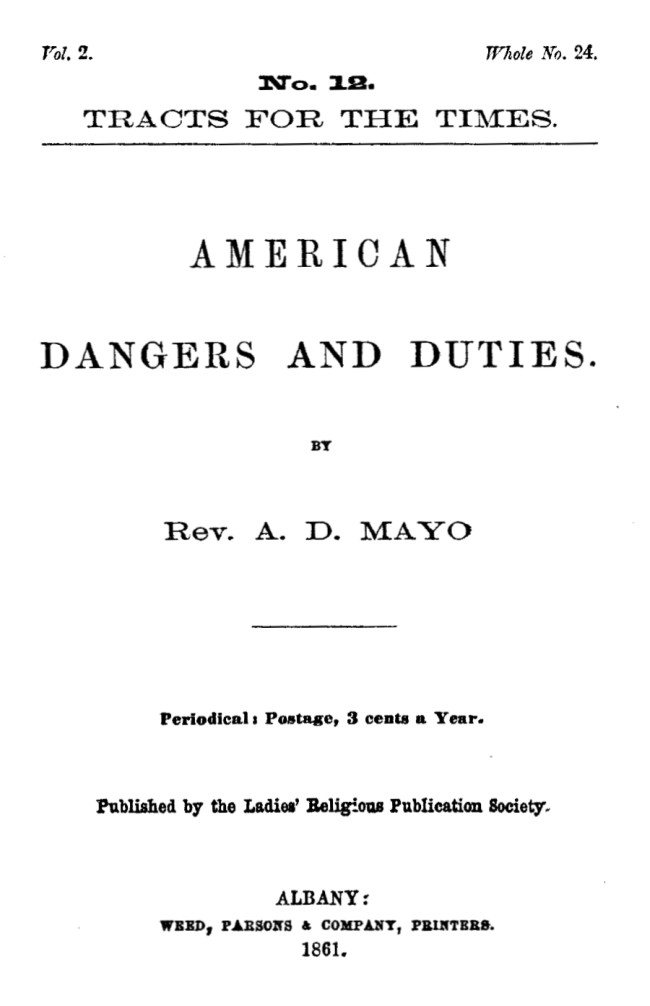 Vol. 2. Whole No. 24.
No. 12.
TRACTS FOR THE TIMES.
AMERICAN
DANGERS AND DUTIES.
BY
Rev. A. D. MAYO
Periodical: Postage, 3 cents a Year.
Published by the Ladies' Religious Publication Society.
ALBANY:
WEED, PARSONS & COMPANY, PRINTERS.
1861.